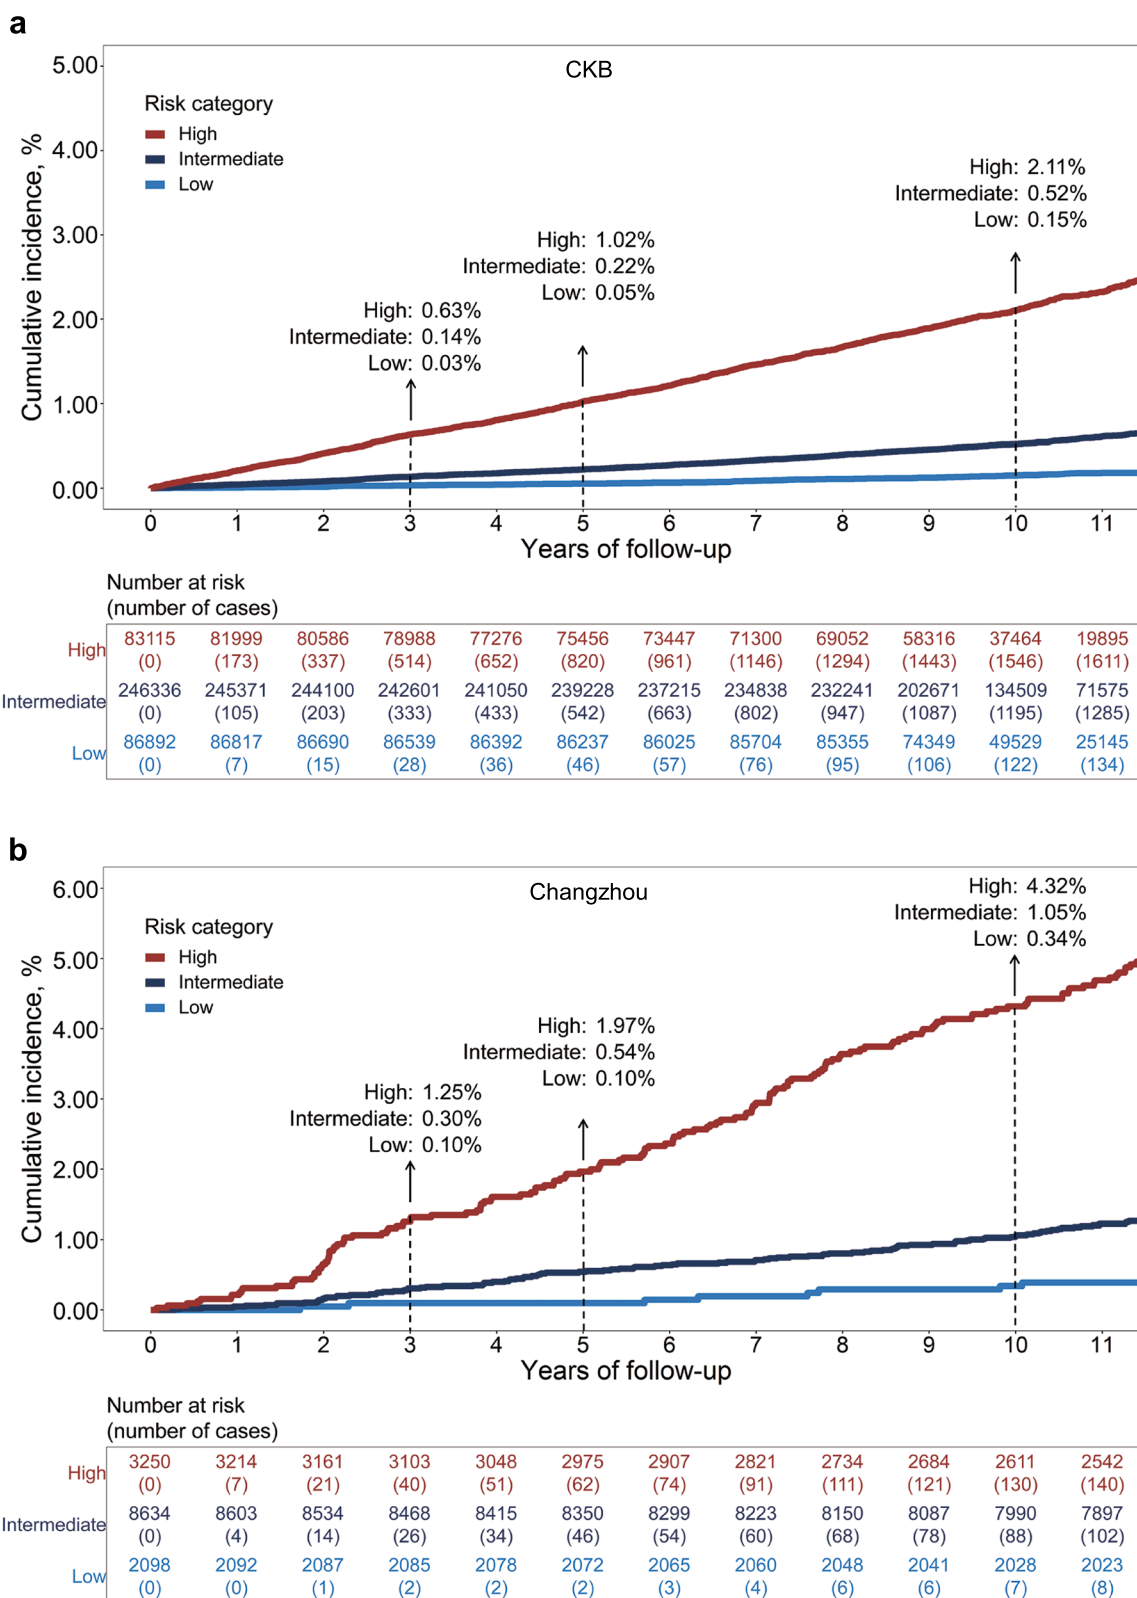 a
CKB
5.00
4.00
3.00
2.00
1.00
0.00
Cumulative incidence, %
Risk category
High
Intermediate
Low
High: 0.63%
Intermediate: 0.14%
Low: 0.03%
High: 1.02%
Intermediate: 0.22%
Low: 0.05%
High: 2.11%
Intermediate: 0.52%
Low: 0.15%
0 1 2 3 4 5 6 7 8 9 10 11
Years of follow-up
Number at risk
(number of cases)
High 83115 81999 80586 78988 77276 75456 73447 71300 69052 58316 37464 19895
(0) (173) (337) (514) (652) (820) (961) (1146) (1294) (1443) (1546) (1611)
Intermediate 246336 245371 244100 242601 241050 239228 237215 234838 232241 202671 134509 71575
(0) (105) (203) (333) (433) (542) (663) (802) (947) (1087) (1195) (1285)
Low 86892 86817 86690 86539 86392 86237 86025 85704 85355 74349 49529 25145
(0) (7) (15) (28) (36) (46) (57) (76) (95) (106) (122) (134)
b
Changzhou
6.00
5.00
4.00
3.00
2.00
1.00
0.00
Cumulative incidence, %
Risk category
High
Intermediate
Low
High: 1.25%
Intermediate: 0.30%
Low: 0.10%
High: 1.97%
Intermediate: 0.54%
Low: 0.10%
High: 4.32%
Intermediate: 1.05%
Low: 0.34%
0 1 2 3 4 5 6 7 8 9 10 11
Years of follow-up
Number at risk
(number of cases)
High 3250 3214 3161 3103 3048 2975 2907 2821 2734 2684 2611 2542
(0) (7) (21) (40) (51) (62) (74) (91) (111) (121) (130) (140)
Intermediate 8634 8603 8534 8468 8415 8350 8299 8223 8150 8087 7990 7897
(0) (4) (14) (26) (34) (46) (54) (60) (68) (78) (88) (102)
Low 2098 2092 2087 2085 2078 2072 2065 2060 2048 2041 2028 2023
(0) (0) (1) (2) (2) (2) (3) (4) (6) (6) (7) (8)